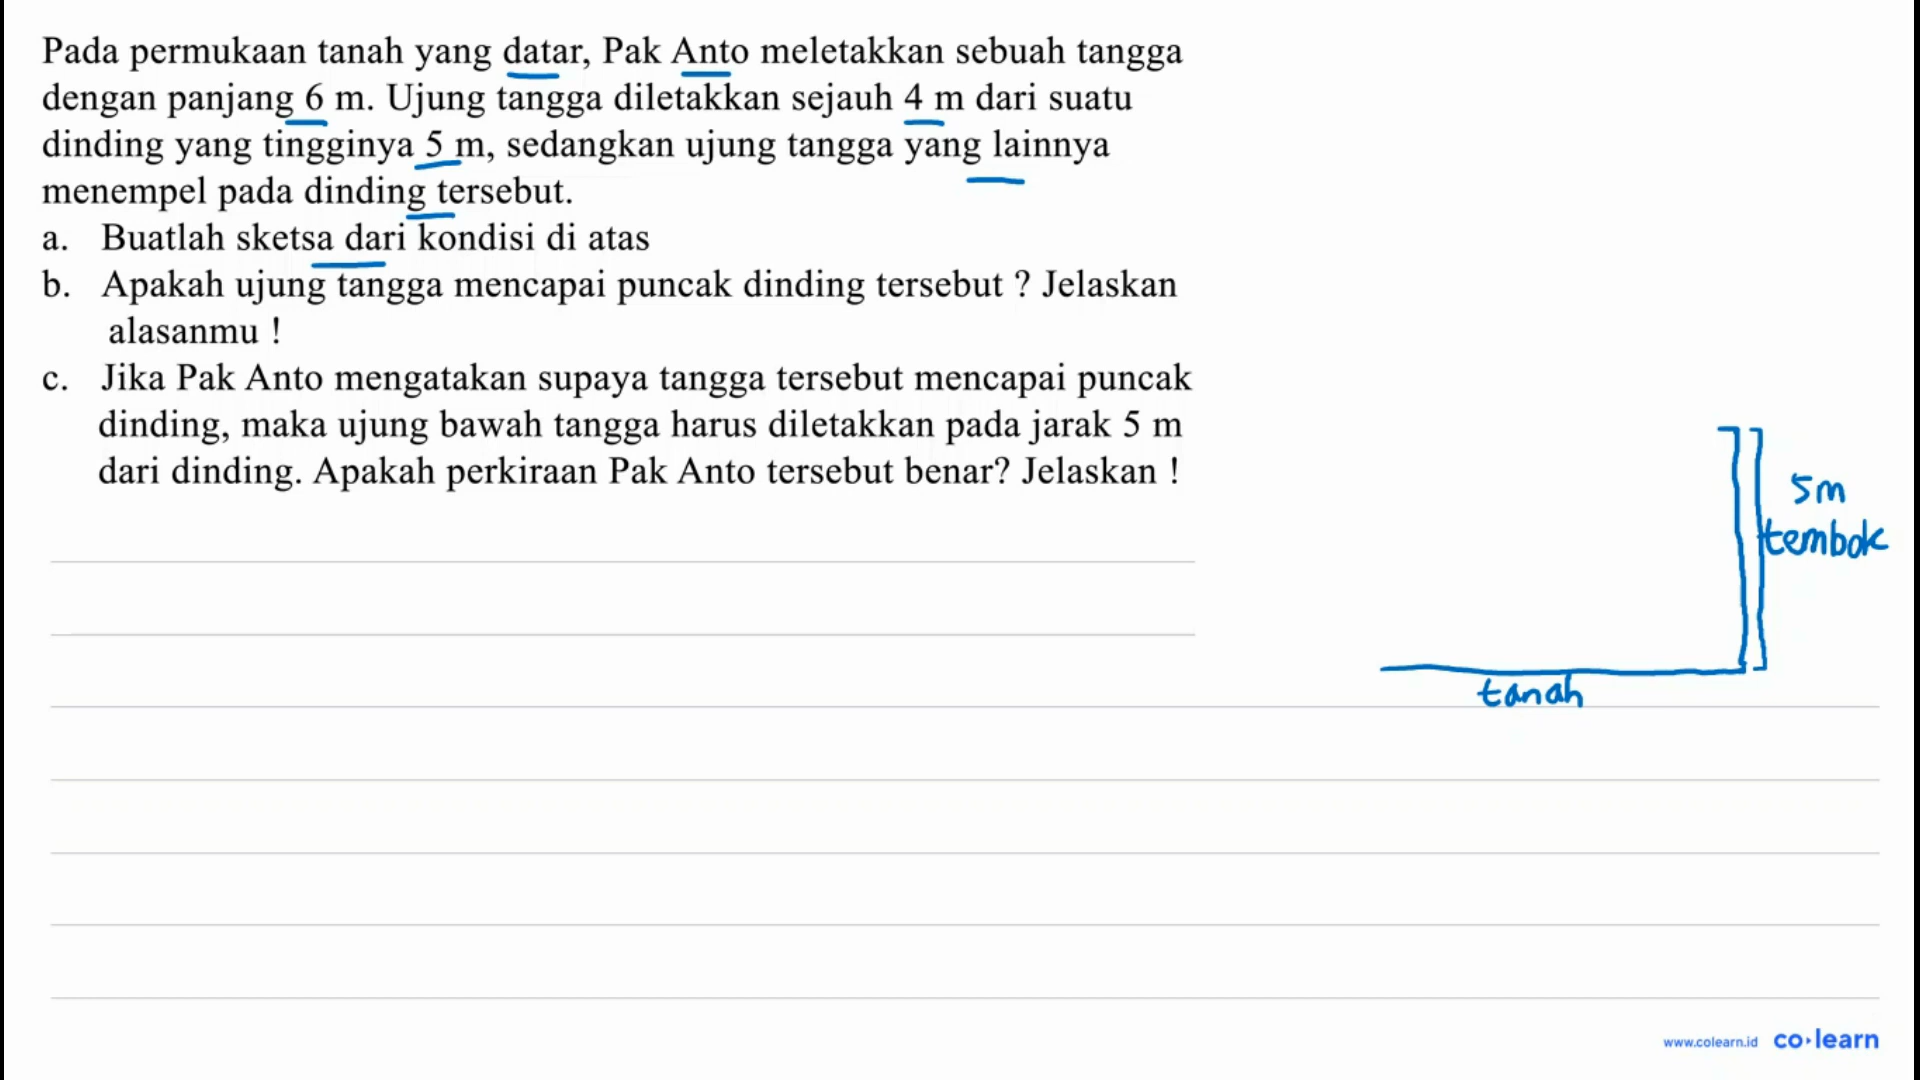 Pada permukaan tanah yang datar, Pak Anto meletakkan sebuah tangga
dengan panjang 6 m. Ujung tangga diletakkan sejauh 4 m dari suatu
dinding yang tingginya 5 m, sedangkan ujung tangga yang lainnya
menempel pada dinding tersebut.
a. Buatlah sketsa dari kondisi di atas
b. Apakah ujung tangga mencapai puncak dinding tersebut ? Jelaskan
alasanmu !
c. Jika Pak Anto mengatakan supaya tangga tersebut mencapai puncak
dinding, maka ujung bawah tangga harus diletakkan pada jarak 5 m
dari dinding. Apakah perkiraan Pak Anto tersebut benar? Jelaskan !
5m
tembok
tanah
www.colearn.id co·learn